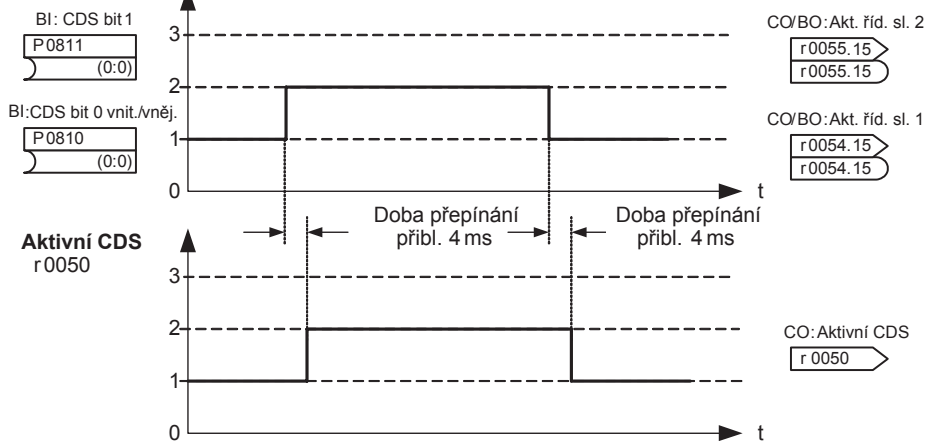 BI: CDS bit 1
P0811
(0:0)
BI:CDS bit 0 vnit./vněj.
P0810
(0:0)
3
2
1
0
t
CO/BO: Akt. říd. sl. 2
r0055.15
r0055.15
CO/BO: Akt. říd. sl. 1
r0054.15
r0054.15
Doba přepínání
přibl. 4 ms
Doba přepínání
přibl. 4 ms
Aktivní CDS
r0050
3
2
1
0
t
CO: Aktivní CDS
r 0050